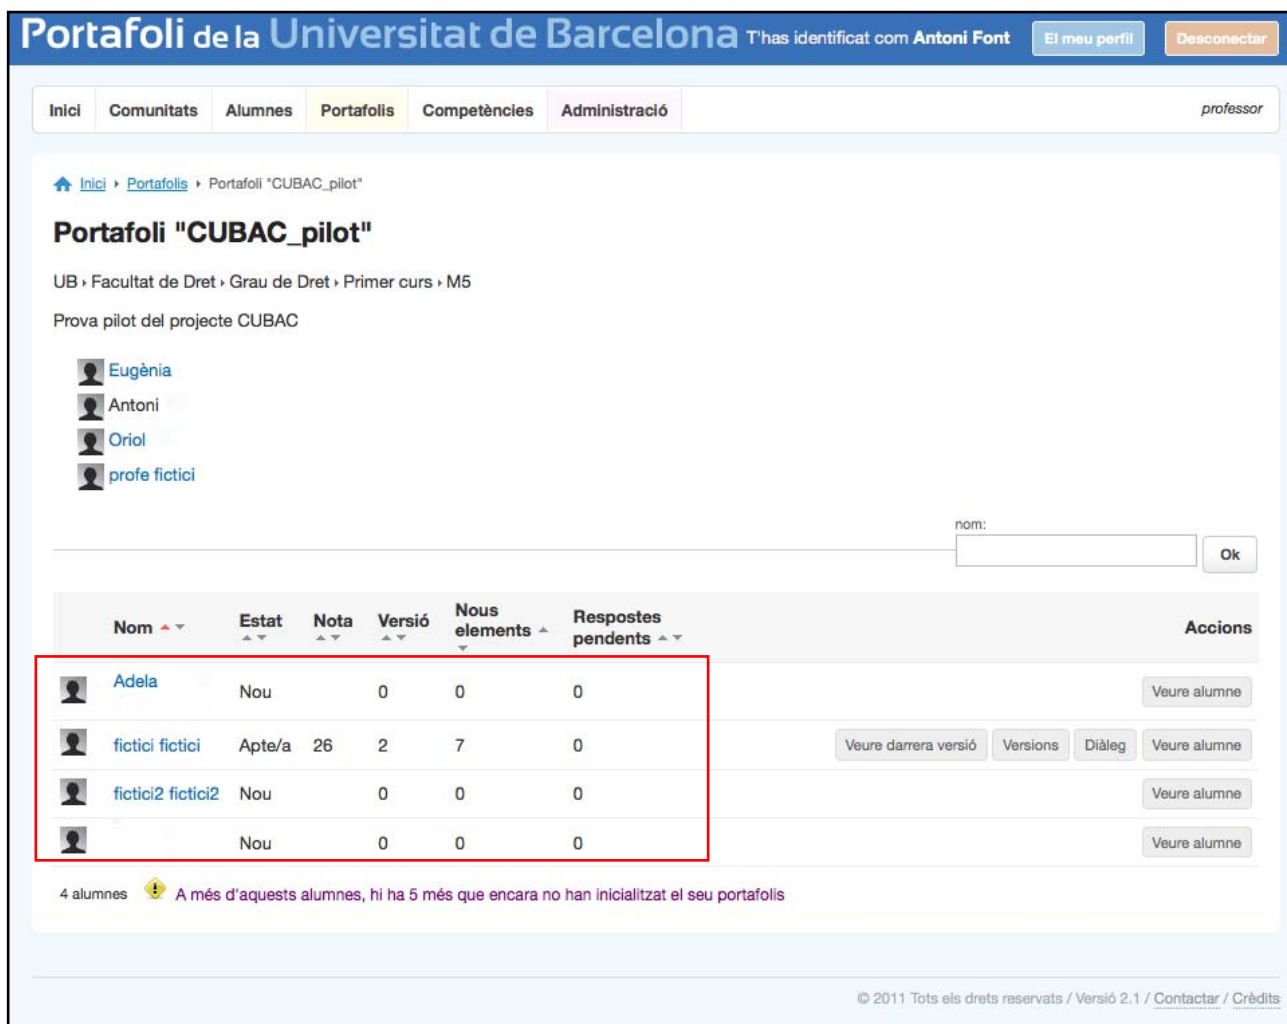 Portafoli de la Universitat de Barcelona T'has identificat com Antoni Font El meu perfil Desconectar
Inici Comunitats Alumnes Portafolis Competències Administració professor
Inici › Portafolis › Portafoli "CUBAC_pilot"
Portafoli "CUBAC_pilot"
UB › Facultat de Dret › Grau de Dret › Primer curs › M5
Prova pilot del projecte CUBAC
Eugènia
Antoni
Oriol
profe fictici
nom:
Ok
Nom Estat Nota Versió Nous elements Respostes pendents Accions
Adela Nou 0 0 0 Veure alumne
fictici fictici Apte/a 26 2 7 0 Veure darrera versió Versions Diàleg Veure alumne
fictici2 fictici2 Nou 0 0 0 Veure alumne
Nou 0 0 0 Veure alumne
4 alumnes A més d'aquests alumnes, hi ha 5 més que encara no han inicialitzat el seu portafolis
© 2011 Tots els drets reservats / Versió 2.1 / Contactar / Crèdits